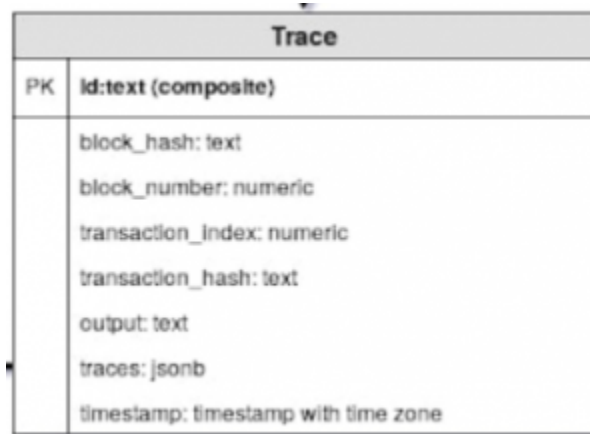 Trace
PK
id:text (composite)
block_hash: text
block_number: numeric
transaction_index: numeric
transaction_hash: text
output: text
traces: jsonb
timestamp: timestamp with time zone